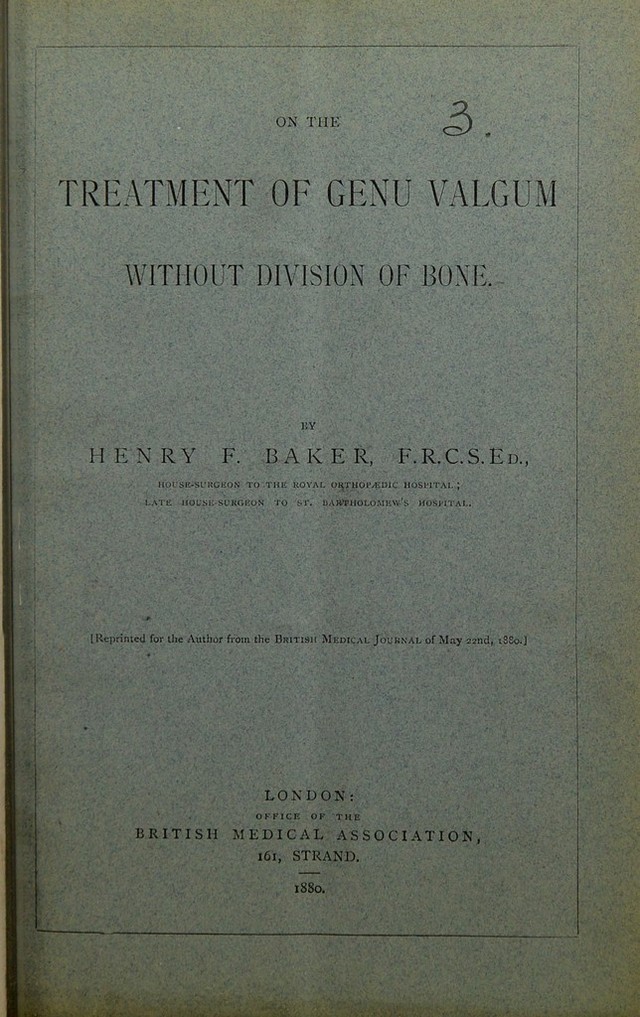 3.
ON THE
TREATMENT OF GENU VALGUM
WITHOUT DIVISION OF BONE.
BY
HENRY F. BAKER, F.R.C.S.ED.,
HOUSE-SURGEON TO THE ROYAL ORTHOPÆDIC HOSPITAL;
LATE HOUSE-SURGEON TO ST. BARTHOLOMEW'S HOSPITAL.
[Reprinted for the Author from the BRITISH MEDICAL JOURNAL of May 22nd, 1880.]
LONDON:
OFFICE OF THE
BRITISH MEDICAL ASSOCIATION,
161, STRAND.
1880.